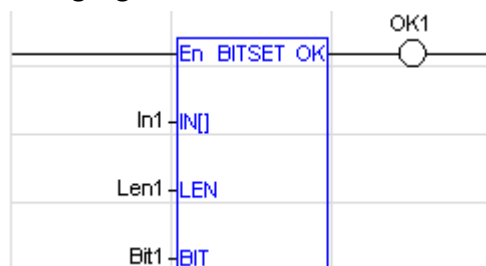 OK1
En BITSET OK
In1 IN[]
Len1 LEN
Bit1 BIT